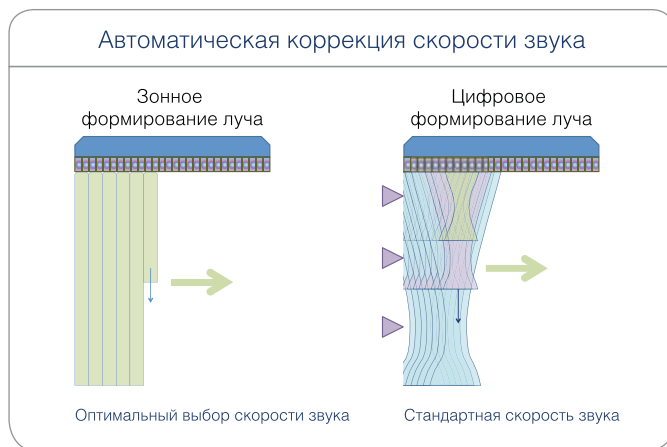 Автоматическая коррекция скорости звука
Зонное
формирование луча
Цифровое
формирование луча
Оптимальный выбор скорости звука
Стандартная скорость звука